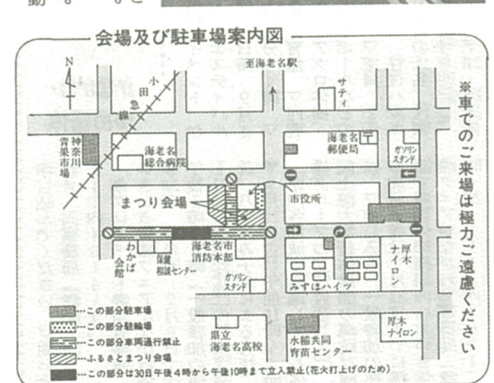 会場及び駐車場案内図
至海老名駅
N
小田急線
サティ
※車でのご来場は極力ご遠慮ください
神奈川青果市場
海老名総合病院
海老名郵便局
ガソリンスタンド
まつり会場
市役所
わかば会館
保健相談センター
海老名市消防本部
ガソリンスタンド
みずほハイツ
厚木ナイロン
県立海老名高校
水稲共同育苗センター
厚木ナイロン
…この部分駐車場
…この部分駐輪場
…この部分車両通行禁止
…ふるさとまつり会場
…この部分は30日午後4時から午後10時まで立入禁止(花火打上げのため)